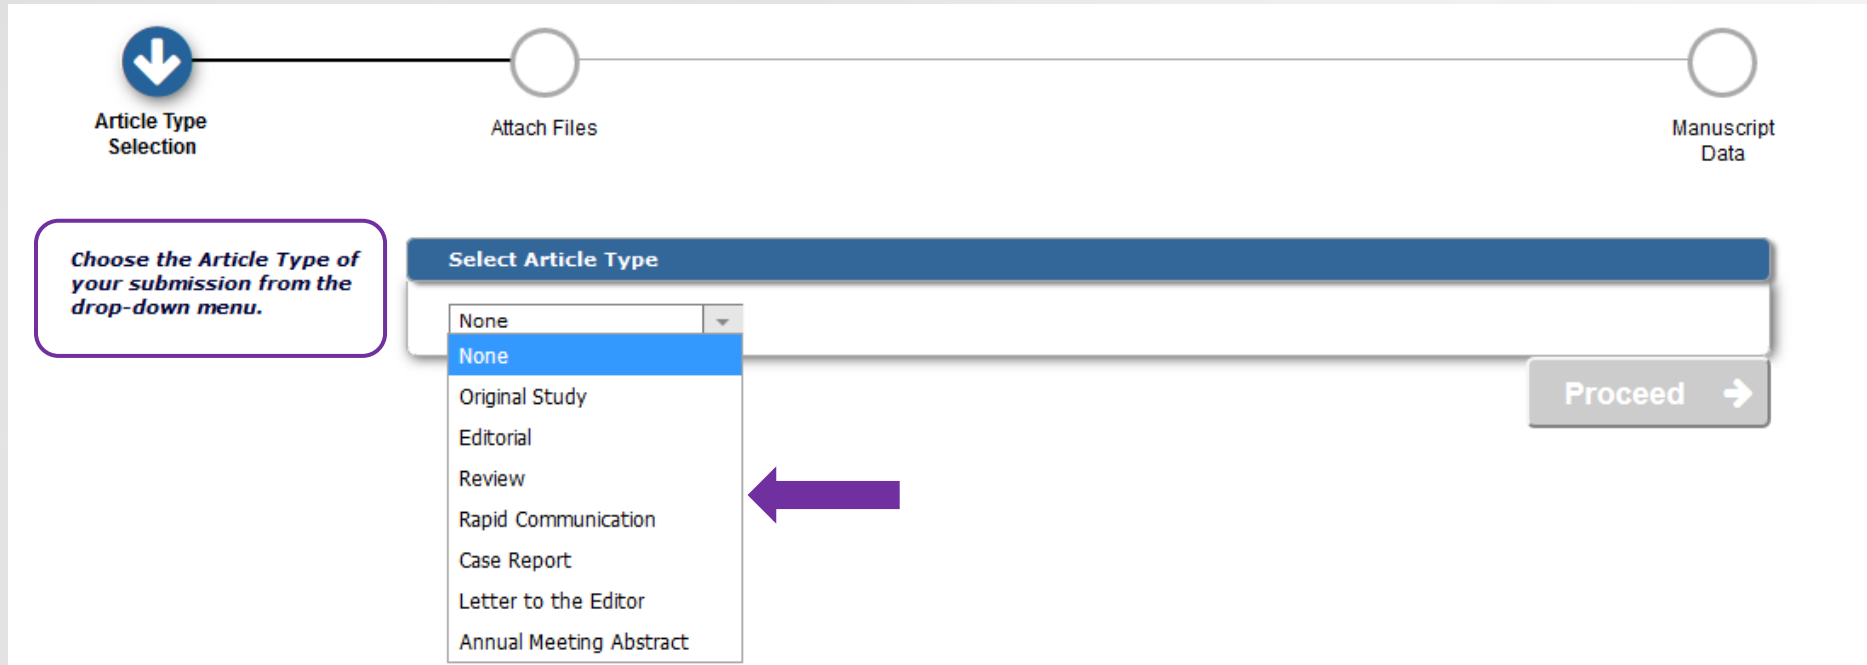 Article Type
Selection
Attach Files
Manuscript
Data
Choose the Article Type of
your submission from the
drop-down menu.
Select Article Type
None
None
Original Study
Editorial
Review
Rapid Communication
Case Report
Letter to the Editor
Annual Meeting Abstract
Proceed